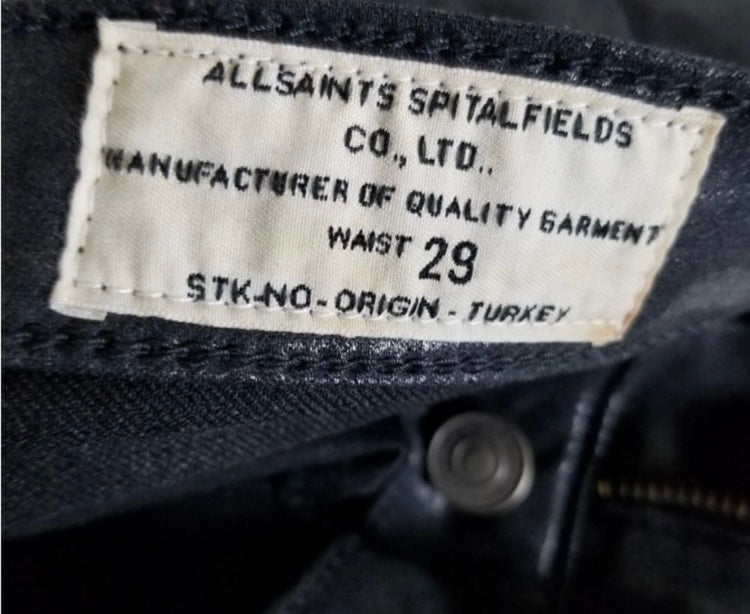 ALLSAINTS SPITALFIELDS
CO., LTD..
MANUFACTURER OF QUALITY GARMENT
WAIST 29
STK-NO-ORIGIN - TURKEY